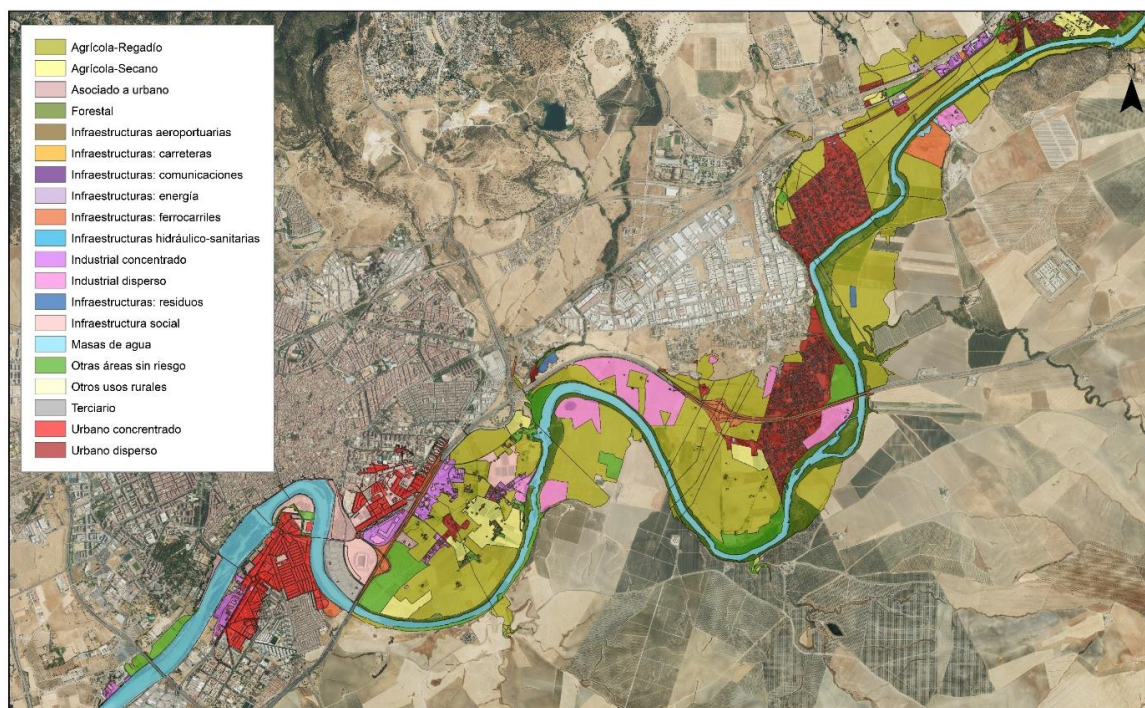 Agrícola-Regadío
Agrícola-Secano
Asociado a urbano
Forestal
Infraestructuras aeroportuarias
Infraestructuras: carreteras
Infraestructuras: comunicaciones
Infraestructuras: energía
Infraestructuras: ferrocarriles
Infraestructuras hidráulico-sanitarias
Industrial concentrado
Industrial disperso
Infraestructuras: residuos
Infraestructura social
Masas de agua
Otras áreas sin riesgo
Otros usos rurales
Terciario
Urbano concrentrado
Urbano disperso
N